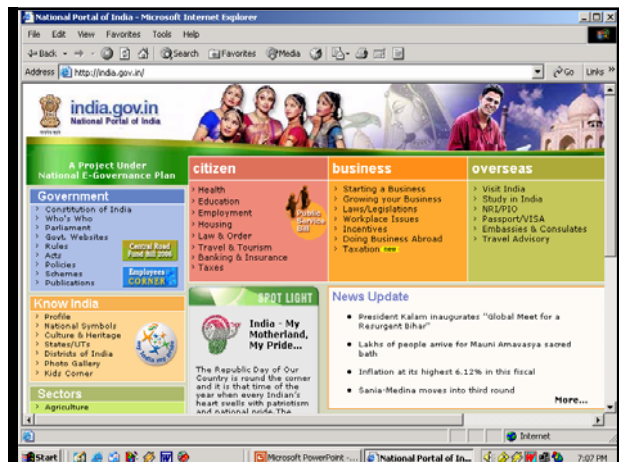 National Portal of India - Microsoft Internet Explorer
File Edit View Favorites Tools Help
Back Search Favorites Media
Address http://india.gov.in/ Go Links »
india.gov.in
National Portal of India
A Project Under
National E-Governance Plan
Government
› Constitution of India
› Who's Who
› Parliament
› Govt. Websites
› Rules
› Acts
› Policies
› Schemes
› Publications
Central Road
Fund Bill 2006
Employees
CORNER
Know India
› Profile
› National Symbols
› Culture & Heritage
› States/UTs
› Districts of India
› Photo Gallery
› Kids Corner
Sectors
› Agriculture
citizen
› Health
› Education
› Employment
› Housing
› Law & Order
› Travel & Tourism
› Banking & Insurance
› Taxes
Public
Service
Bill
business
› Starting a Business
› Growing your Business
› Laws/Legislations
› Workplace Issues
› Incentives
› Doing Business Abroad
› Taxation new
overseas
› Visit India
› Study in India
› NRI/PIO
› Passport/VISA
› Embassies & Consulates
› Travel Advisory
SPOT LIGHT
India - My
Motherland,
My Pride...
The Republic Day of Our
Country is round the corner
and it is that time of the
year when every Indian's
heart swells with patriotism
and national pride. The
News Update
• President Kalam inaugurates "Global Meet for a
Resurgent Bihar"
• Lakhs of people arrive for Mauni Amavasya sacred
bath
• Inflation at its highest 6.12% in this fiscal
• Sania-Medina moves into third round
More...
Internet
Start Microsoft PowerPoint -... National Portal of In... 7:07 PM